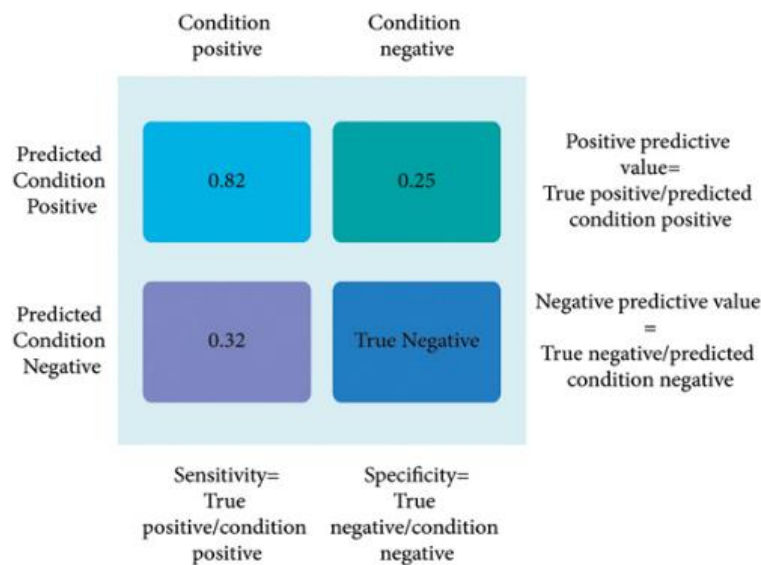 Condition
positive
Condition
negative
Predicted
Condition
Positive
0.82
0.25
Positive predictive
value=
True positive/predicted
condition positive
Predicted
Condition
Negative
0.32
True Negative
Negative predictive value
=
True negative/predicted
condition negative
Sensitivity=
True
positive/condition
positive
Specificity=
True
negative/condition
negative